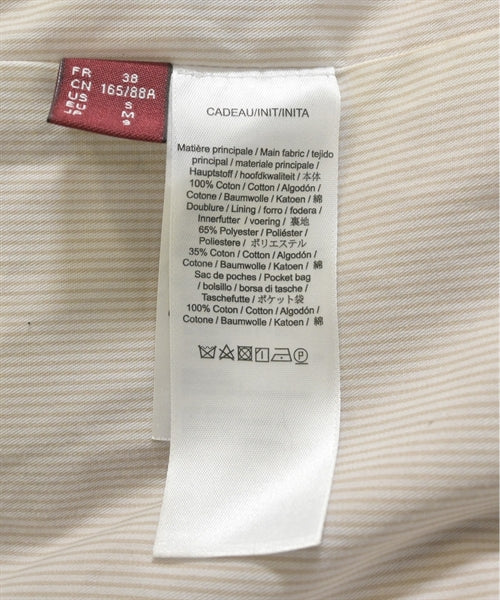 FR 38
CN 165/88A
US S
EU M
JP 9
CADEAU/INIT/INITA
Matière principale / Main fabric / tejido
principal / materiale principale /
Hauptstoff / hoofdkwaliteit / 本体
100% Coton / Cotton / Algodón /
Cotone / Baumwolle / Katoen / 綿
Doublure / Lining / forro / fodera /
Innerfutter / voering / 裏地
65% Polyester / Poliéster /
Poliestere / ポリエステル
35% Coton / Cotton / Algodón /
Cotone / Baumwolle / Katoen / 綿
Sac de poches / Pocket bag
/ bolsillo / borsa di tasche /
Taschefutte / ポケット袋
100% Coton / Cotton / Algodón /
Cotone / Baumwolle / Katoen / 綿